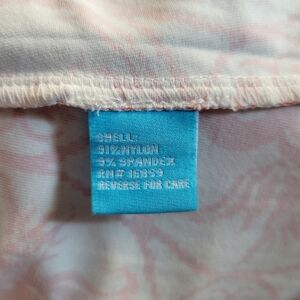 SHELL:
91% NYLON
9% SPANDEX
RN# 16859
REVERSE FOR CARE